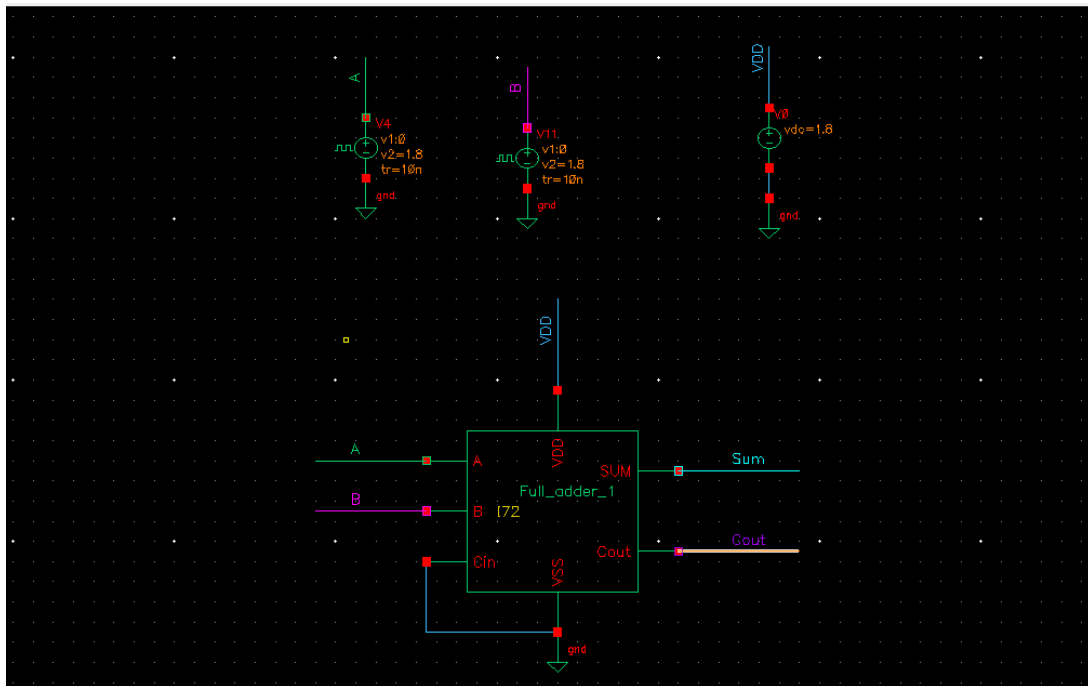 A
V4
v1:0
v2=1.8
tr=10n
gnd
B
V11
v1:0
v2=1.8
tr=10n
gnd
VDD
V0
vdc=1.8
gnd
VDD
A
B
A
B
Cin
VDD
Full_adder_1
I72
VSS
SUM
Cout
Sum
Cout
gnd